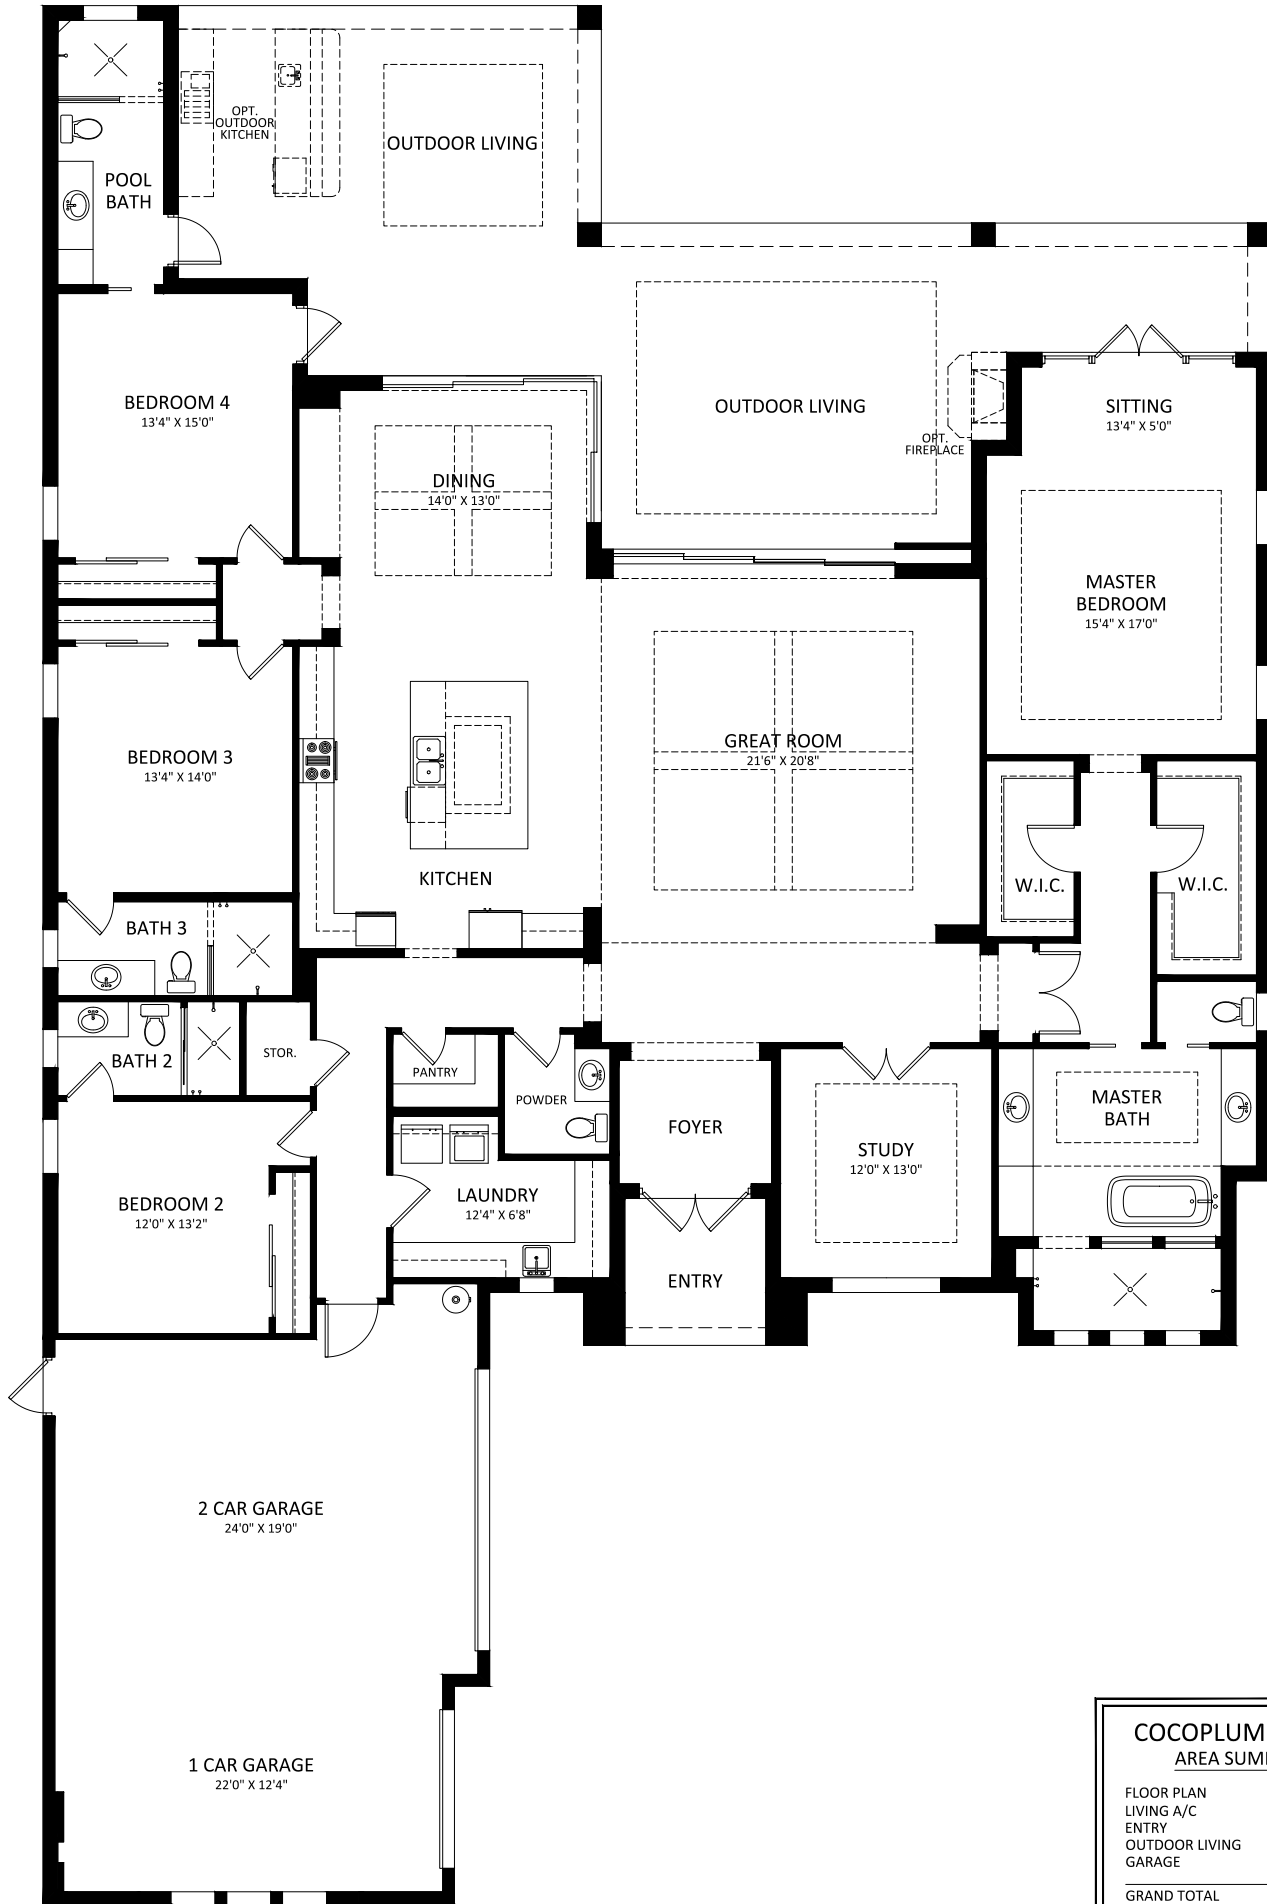 OPT.
OUTDOOR
KITCHEN
OUTDOOR LIVING
POOL
BATH
BEDROOM 4
13'4" X 15'0"
OUTDOOR LIVING
OPT.
FIREPLACE
SITTING
13'4" X 5'0"
DINING
14'0" X 13'0"
MASTER
BEDROOM
15'4" X 17'0"
BEDROOM 3
13'4" X 14'0"
GREAT ROOM
21'6" X 20'8"
KITCHEN
W.I.C.
W.I.C.
BATH 3
BATH 2
STOR.
PANTRY
POWDER
FOYER
STUDY
12'0" X 13'0"
MASTER
BATH
BEDROOM 2
12'0" X 13'2"
LAUNDRY
12'4" X 6'8"
ENTRY
2 CAR GARAGE
24'0" X 19'0"
1 CAR GARAGE
22'0" X 12'4"
COCOPLUM
AREA SUM
FLOOR PLAN
LIVING A/C
ENTRY
OUTDOOR LIVING
GARAGE
GRAND TOTAL